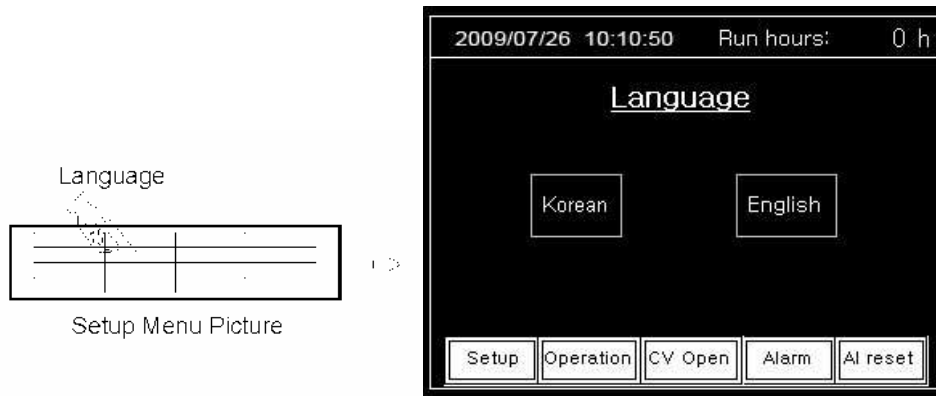 Language
Setup Menu Picture
2009/07/26 10:10:50 Run hours: 0 h
Language
Korean English
Setup Operation CV Open Alarm Al reset